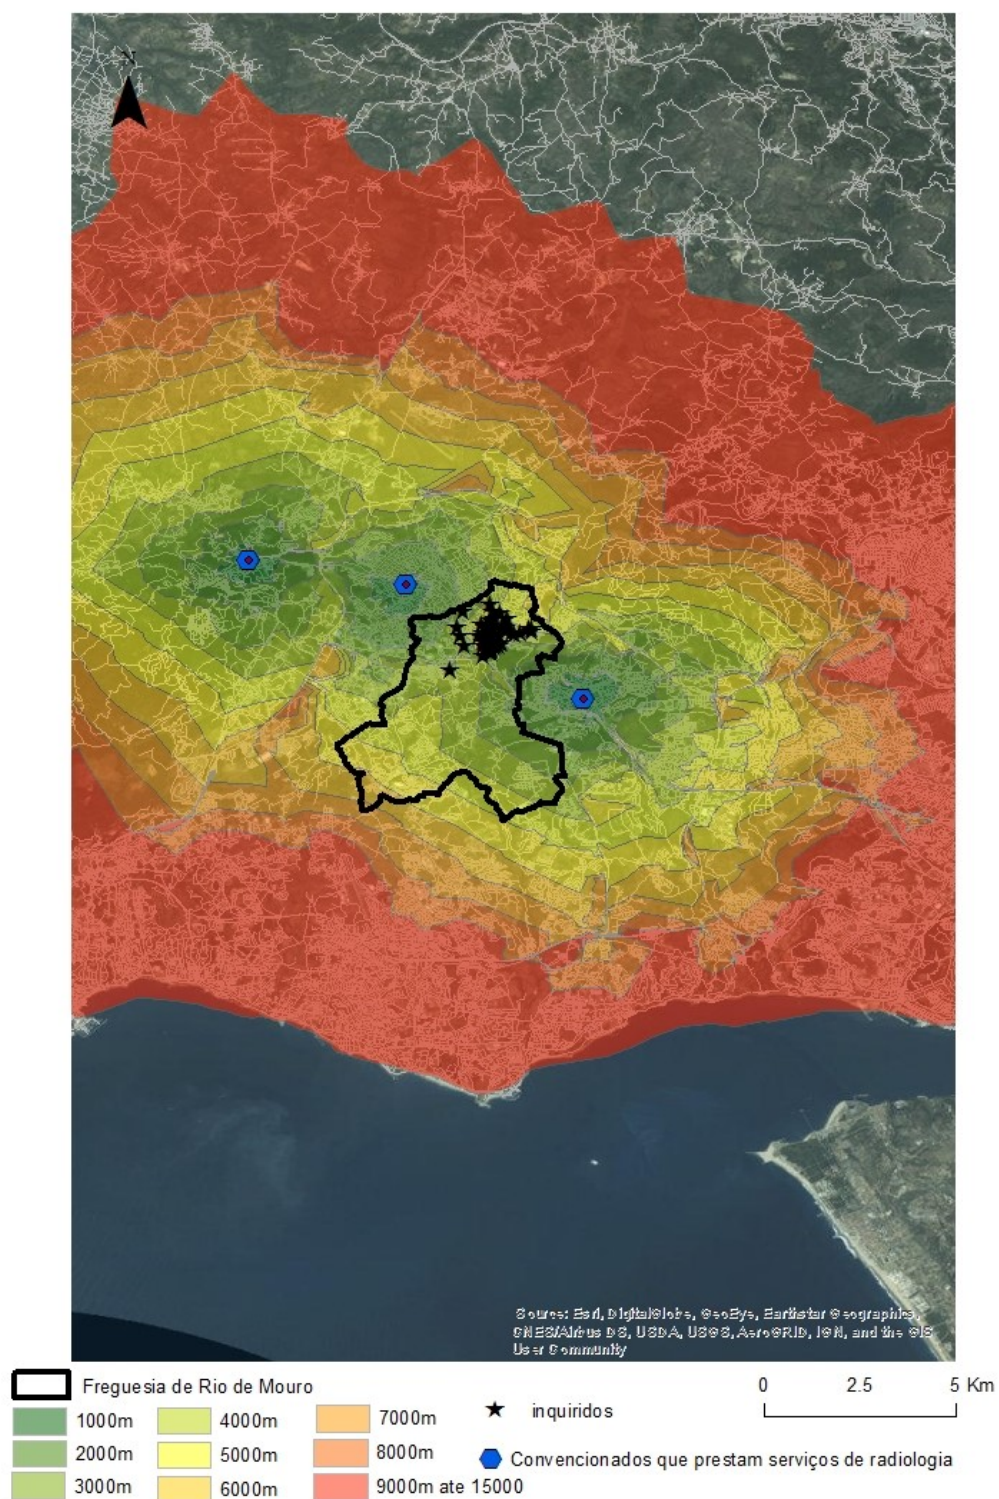 N
Source: Esri, DigitalGlobe, GeoEye, Earthstar Geographics,
CNES/Airbus DS, USDA, USGS, AeroGRID, IGN, and the GIS
User Community
Freguesia de Rio de Mouro
1000m
2000m
3000m
4000m
5000m
6000m
7000m
8000m
9000m ate 15000
inquiridos
Convencionados que prestam serviços de radiologia
0 2.5 5 Km